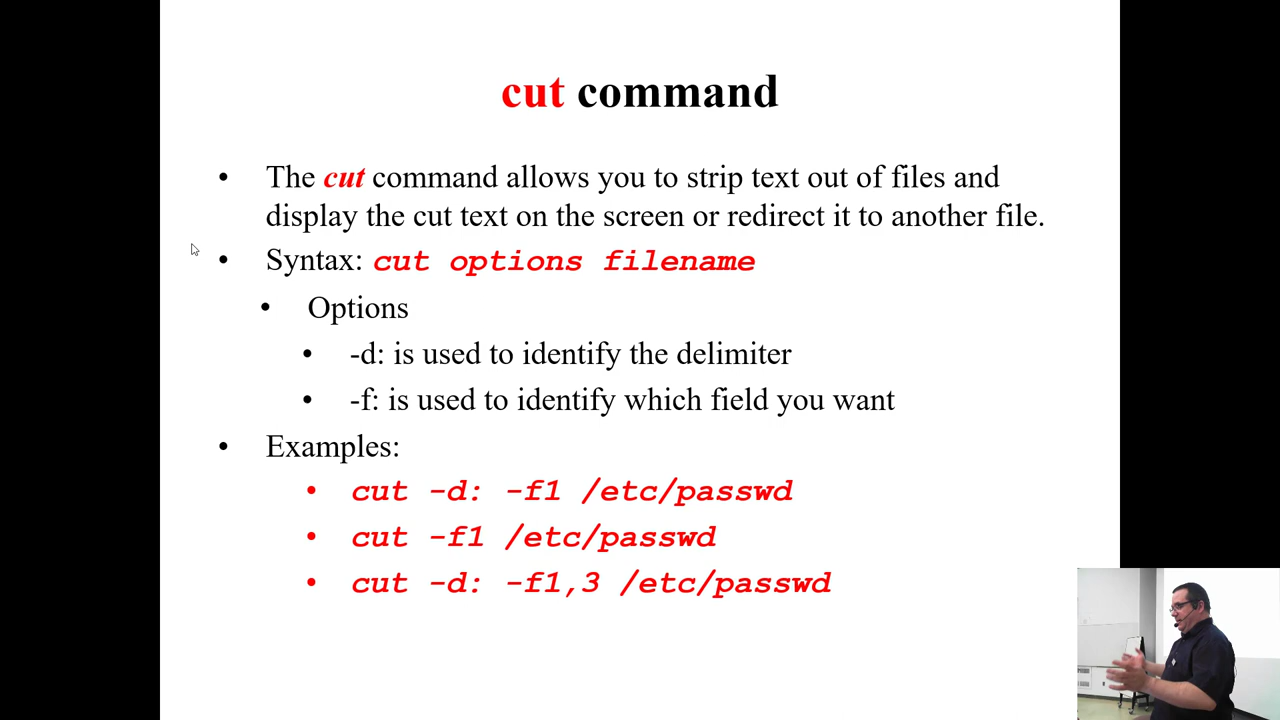 cut command
• The cut command allows you to strip text out of files and
display the cut text on the screen or redirect it to another file.
• Syntax: cut options filename
• Options
• -d: is used to identify the delimiter
• -f: is used to identify which field you want
• Examples:
• cut -d: -f1 /etc/passwd
• cut -f1 /etc/passwd
• cut -d: -f1,3 /etc/passwd